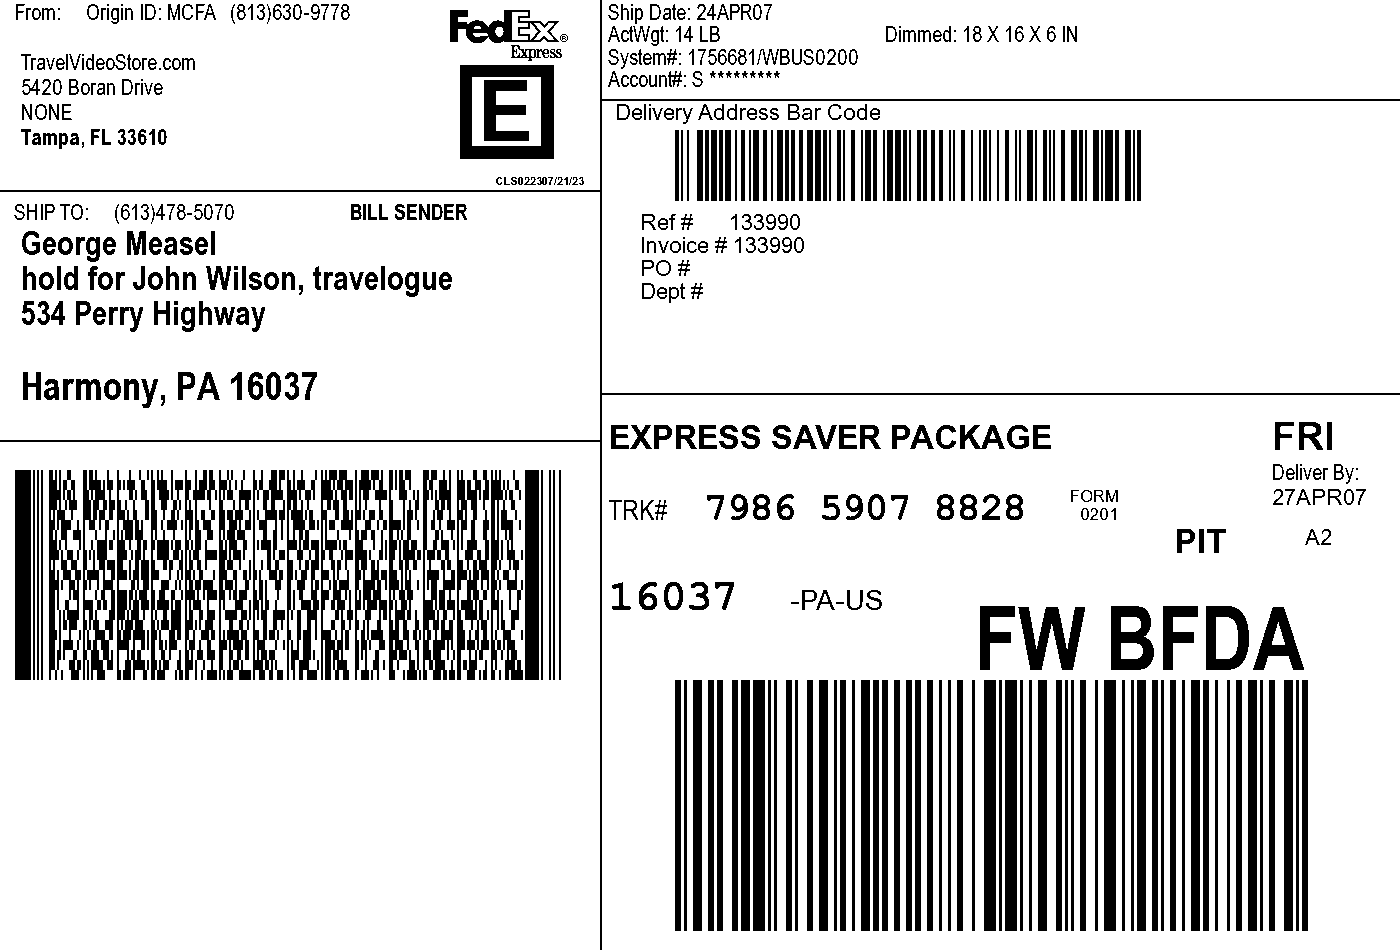 From: Origin ID: MCFA (813)630-9778
TravelVideoStore.com
5420 Boran Drive
NONE
Tampa, FL 33610
FedEx®
Express
E
CLS022307/21/23
SHIP TO: (613)478-5070 BILL SENDER
George Measel
hold for John Wilson, travelogue
534 Perry Highway
Harmony, PA 16037
Ship Date: 24APR07
ActWgt: 14 LB Dimmed: 18 X 16 X 6 IN
System#: 1756681/WBUS0200
Account#: S *********
Delivery Address Bar Code
Ref # 133990
Invoice # 133990
PO #
Dept #
EXPRESS SAVER PACKAGE FRI
Deliver By:
TRK# 7986 5907 8828 FORM 27APR07
0201
PIT A2
16037 -PA-US
FW BFDA